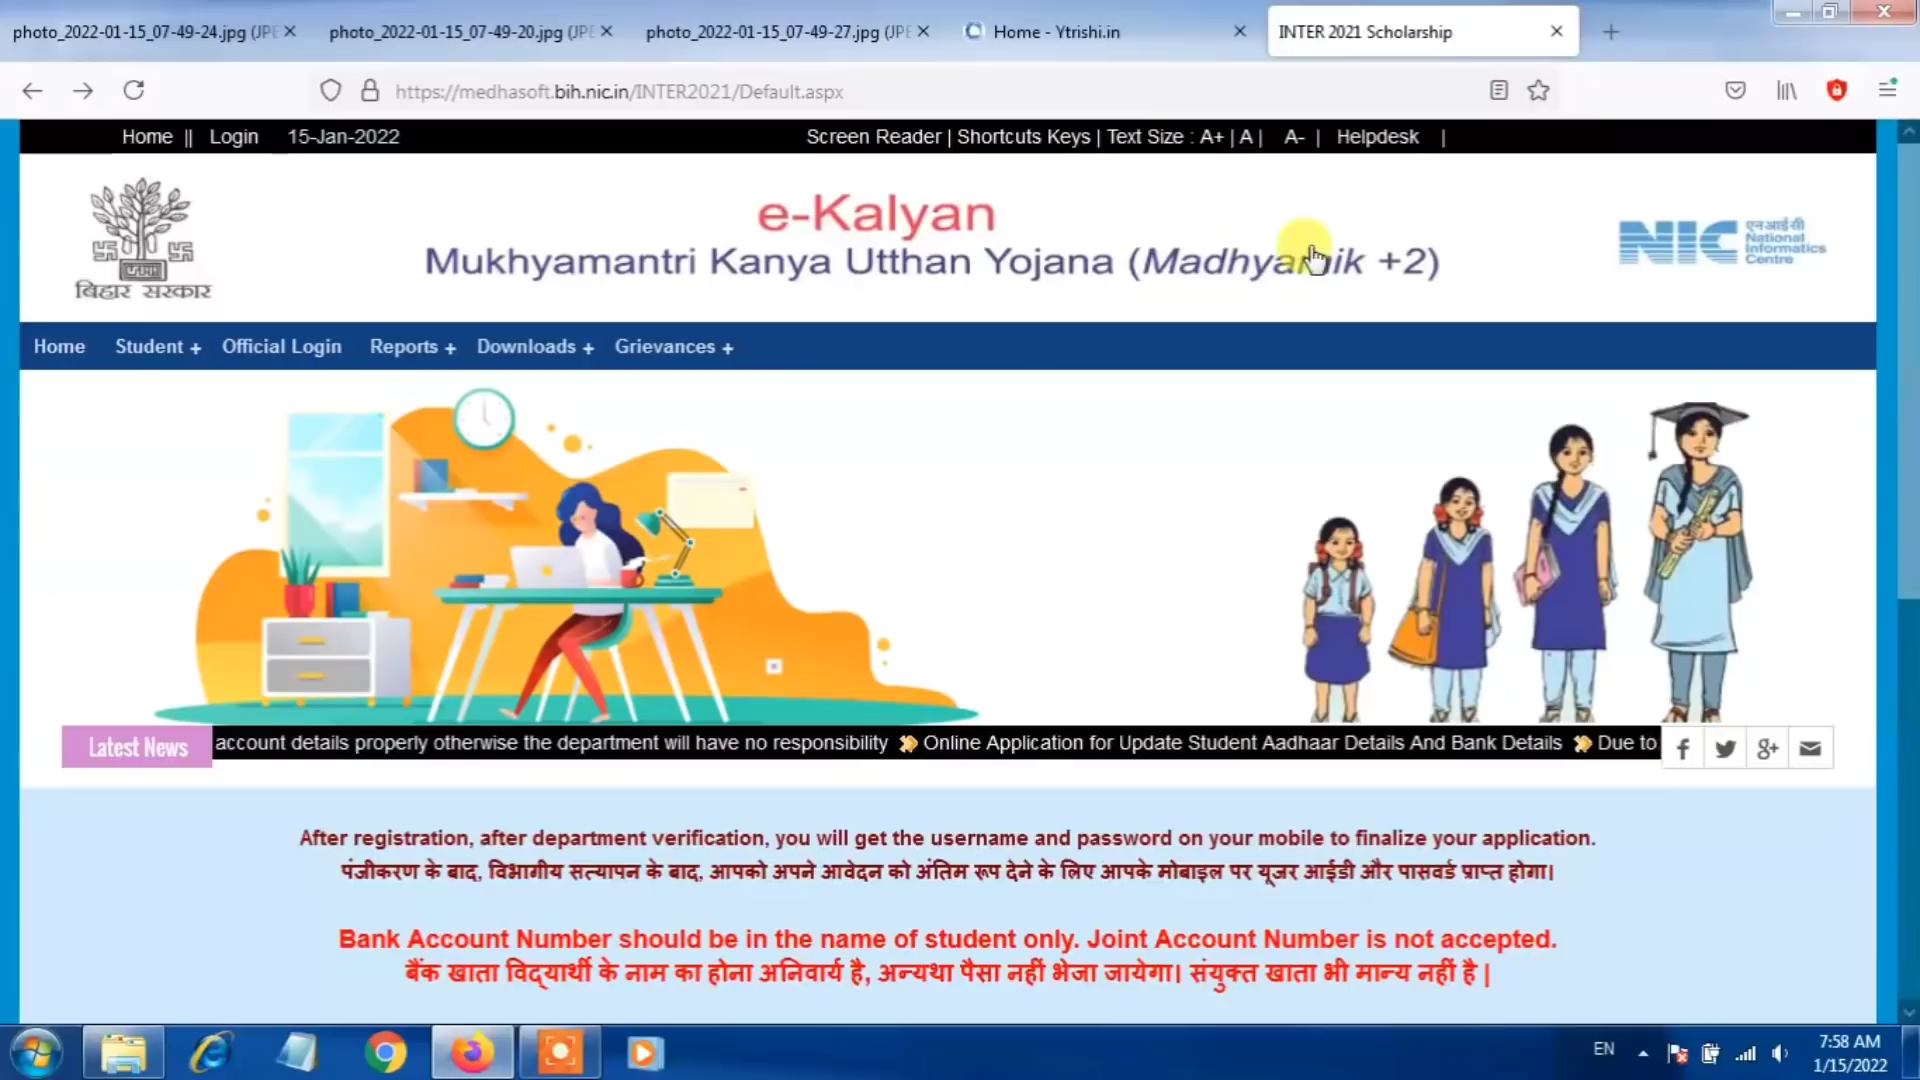 photo_2022-01-15_07-49-24.jpg (JPE
photo_2022-01-15_07-49-20.jpg (JPE
photo_2022-01-15_07-49-27.jpg (JPE
Home - Ytrishi.in
INTER 2021 Scholarship
https://medhasoft.bih.nic.in/INTER2021/Default.aspx
Home || Login 15-Jan-2022
Screen Reader | Shortcuts Keys | Text Size : A+ | A | A- | Helpdesk |
बिहार सरकार
e-Kalyan
Mukhyamantri Kanya Utthan Yojana (Madhyamik +2)
NIC
एनआईसी
National
Informatics
Centre
Home Student + Official Login Reports + Downloads + Grievances +
Latest News
account details properly otherwise the department will have no responsibility Online Application for Update Student Aadhaar Details And Bank Details Due to
After registration, after department verification, you will get the username and password on your mobile to finalize your application.
पंजीकरण के बाद, विभागीय सत्यापन के बाद, आपको अपने आवेदन को अंतिम रूप देने के लिए आपके मोबाइल पर यूजर आईडी और पासवर्ड प्राप्त होगा।
Bank Account Number should be in the name of student only. Joint Account Number is not accepted.
बैंक खाता विद्यार्थी के नाम का होना अनिवार्य है, अन्यथा पैसा नहीं भेजा जायेगा। संयुक्त खाता भी मान्य नहीं है |
EN
7:58 AM
1/15/2022